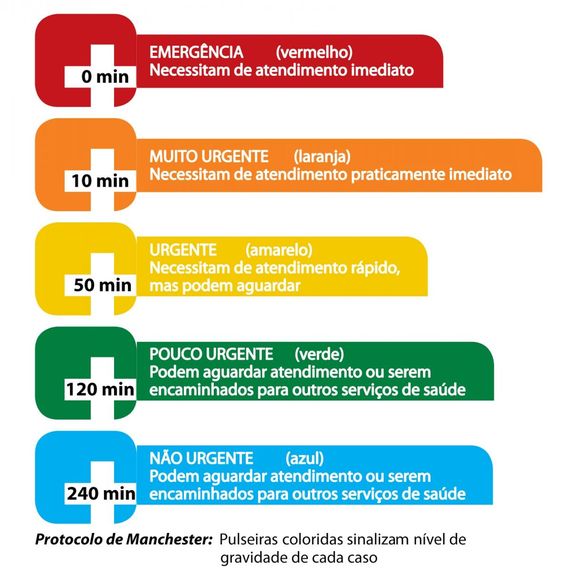 EMERGÊNCIA (vermelho)
Necessitam de atendimento imediato
0 min
MUITO URGENTE (laranja)
Necessitam de atendimento praticamente imediato
10 min
URGENTE (amarelo)
Necessitam de atendimento rápido,
mas podem aguardar
50 min
POUCO URGENTE (verde)
Podem aguardar atendimento ou serem
encaminhados para outros serviços de saúde
120 min
NÃO URGENTE (azul)
Podem aguardar atendimento ou serem
encaminhados para outros serviços de saúde
240 min
Protocolo de Manchester: Pulseiras coloridas sinalizam nível de
gravidade de cada caso